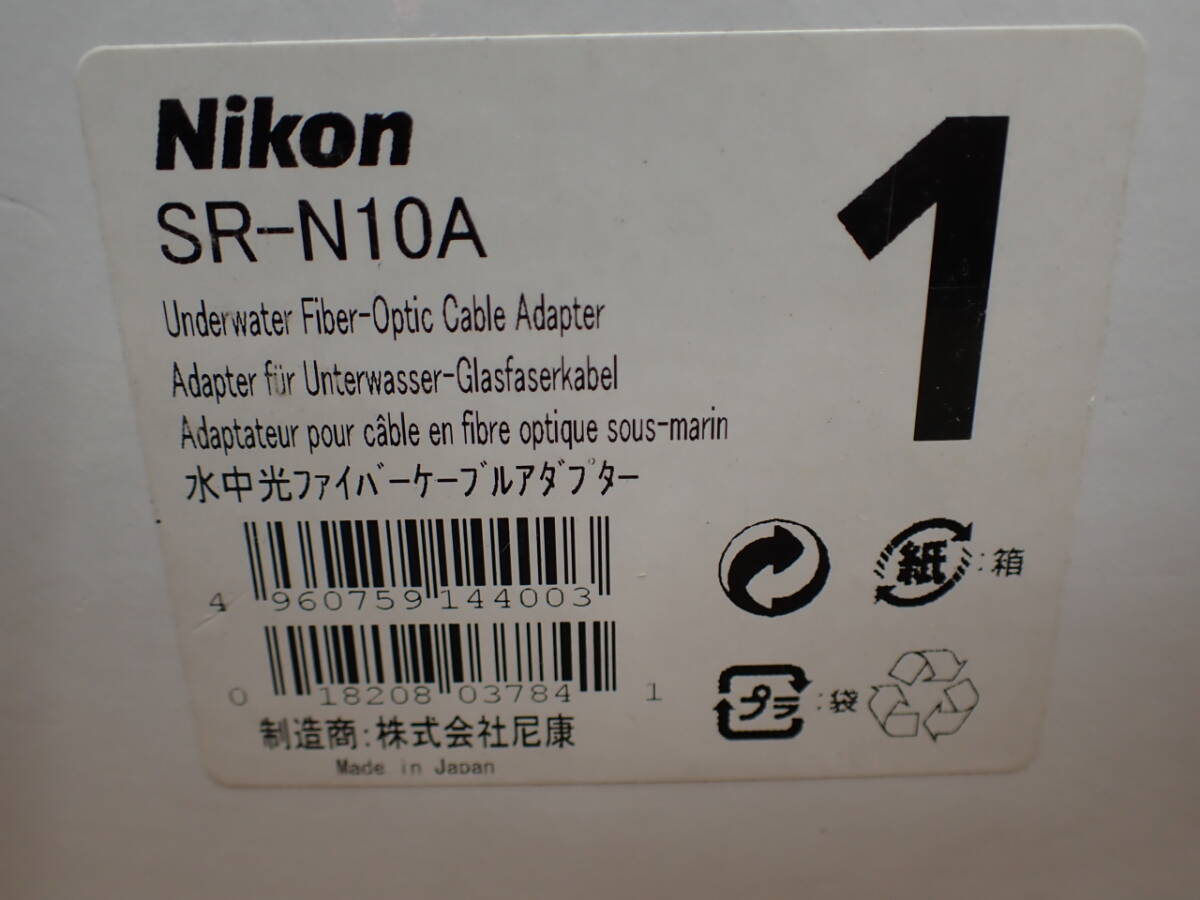 Nikon
1
SR-N10A
Underwater Fiber-Optic Cable Adapter
Adapter für Unterwasser-Glasfaserkabel
Adaptateur pour câble en fibre optique sous-marin
水中光ファイバーケーブルアダプター
4 960759 144003
紙:箱
0 18208 03784 1
プラ:袋
制造商:株式会社尼康
Made in Japan